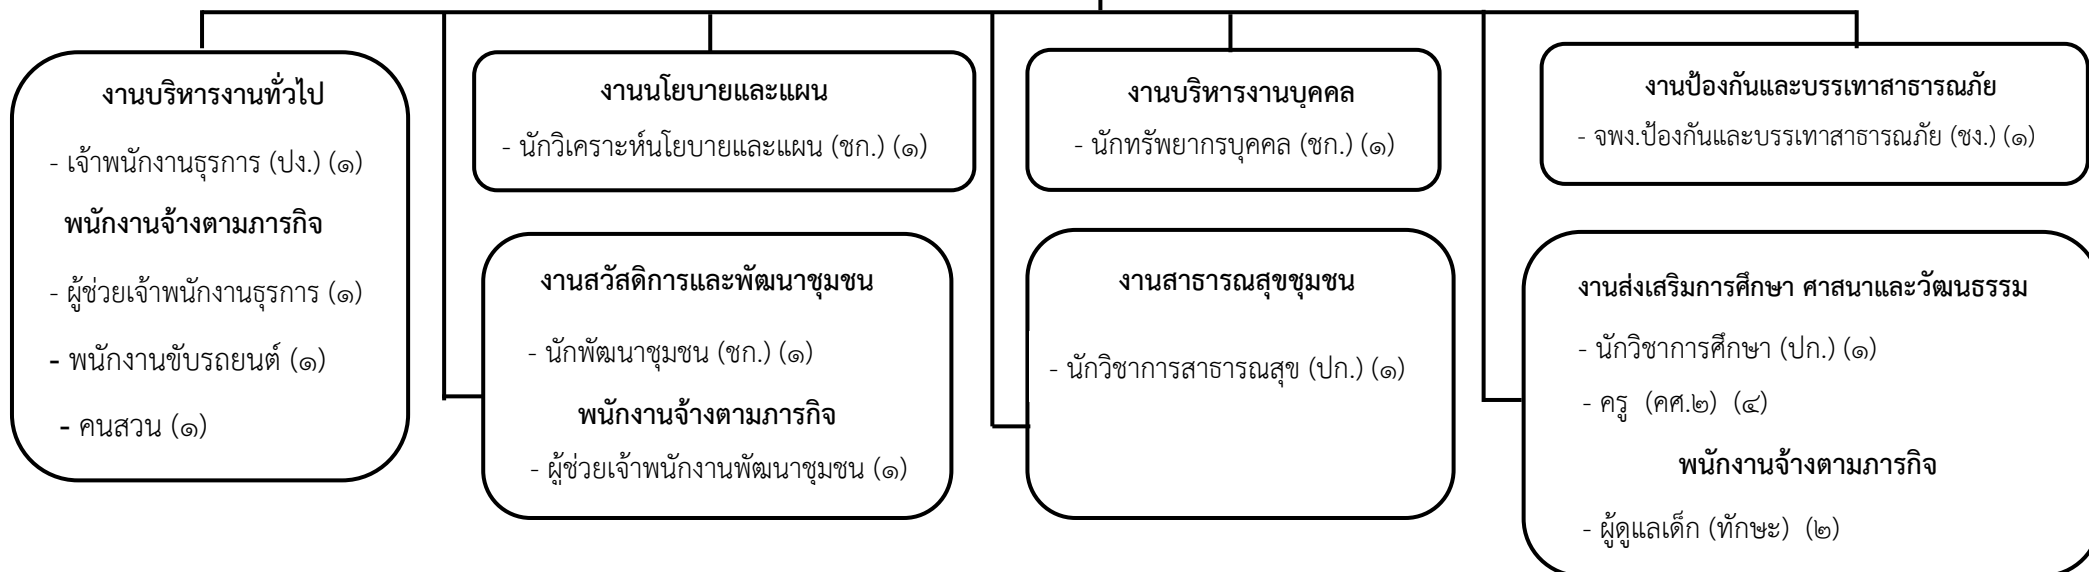 งานบริหารงานทั่วไป
- เจ้าพนักงานธุรการ (ปง.) (๑)
พนักงานจ้างตามภารกิจ
- ผู้ช่วยเจ้าพนักงานธุรการ (๑)
- พนักงานขับรถยนต์ (๑)
- คนสวน (๑)
งานนโยบายและแผน
- นักวิเคราะห์นโยบายและแผน (ชก.) (๑)
งานบริหารงานบุคคล
- นักทรัพยากรบุคคล (ชก.) (๑)
งานป้องกันและบรรเทาสาธารณภัย
- จพง.ป้องกันและบรรเทาสาธารณภัย (ชง.) (๑)
งานสวัสดิการและพัฒนาชุมชน
- นักพัฒนาชุมชน (ชก.) (๑)
พนักงานจ้างตามภารกิจ
- ผู้ช่วยเจ้าพนักงานพัฒนาชุมชน (๑)
งานสาธารณสุขชุมชน
- นักวิชาการสาธารณสุข (ปก.) (๑)
งานส่งเสริมการศึกษา ศาสนาและวัฒนธรรม
- นักวิชาการศึกษา (ปก.) (๑)
- ครู (คศ.๒) (๔)
พนักงานจ้างตามภารกิจ
- ผู้ดูแลเด็ก (ทักษะ) (๒)